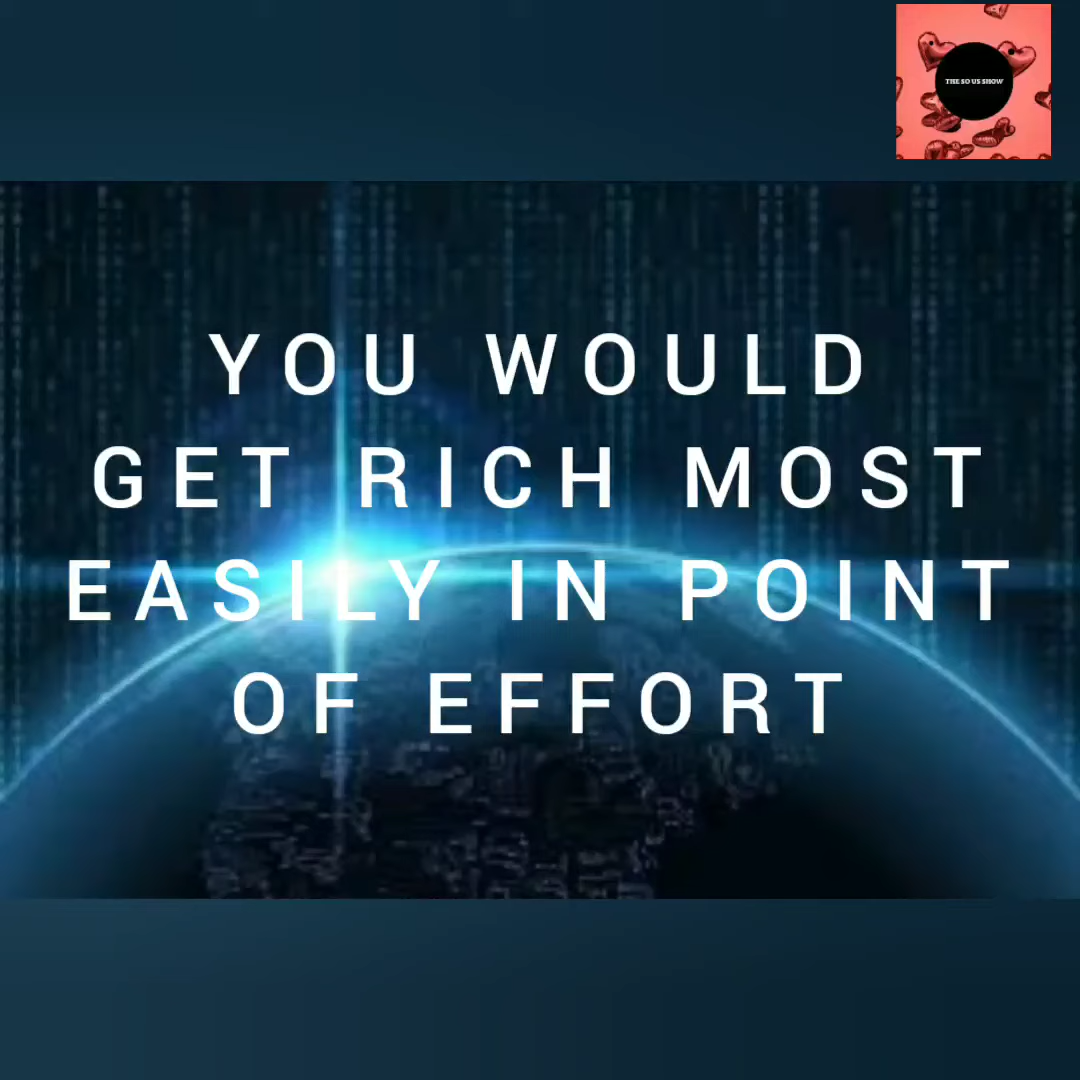 THE SO US SHOW
YOU WOULD
GET RICH MOST
EASILY IN POINT
OF EFFORT